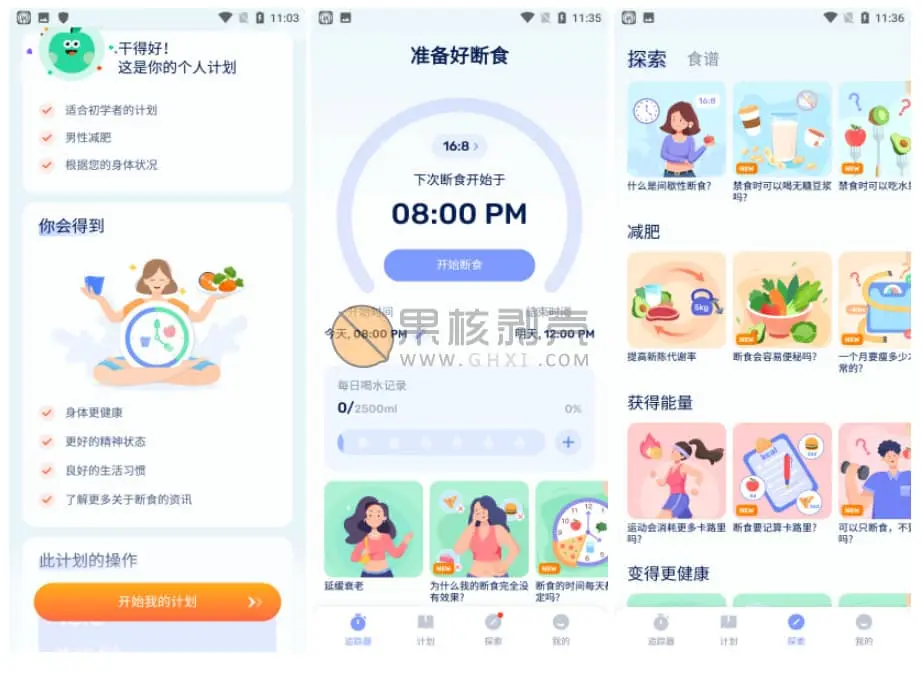 11:03
干得好!
这是你的个人计划
适合初学者的计划
男性减肥
根据您的身体状况
你会得到
身体更健康
更好的精神状态
良好的生活习惯
了解更多关于断食的资讯
此计划的操作
开始我的计划
11:35
准备好断食
16:8
下次断食开始于
08:00 PM
开始断食
开始时间
结束时间
今天, 08:00 PM
明天, 12:00 PM
果核剥壳
WWW.GHXI.COM
每日喝水记录
0/2500ml
0%
NEW
NEW
延缓衰老
为什么我的断食完全没有效果?
断食的时间每天
定吗?
追踪器
计划
探索
我的
11:36
探索
食谱
16:8
NEW
NEW
什么是间歇性断食?
禁食时可以喝无糖豆浆
吗?
禁食时可以吃水
减肥
5kg
NEW
NEW
提高新陈代谢率
断食会容易便秘吗?
一个月要瘦多少
常的?
获得能量
kcal
NEW
NEW
运动会消耗更多卡路里
吗?
断食要记算卡路里?
可以只断食，不
吗?
变得更健康
追踪器
计划
探索
我的